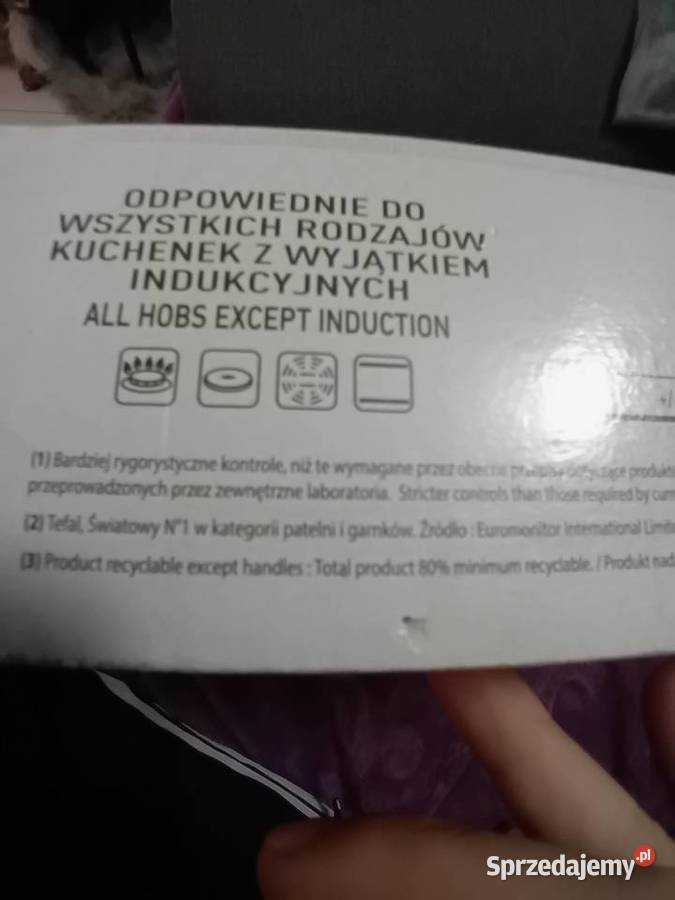 ODPOWIEDNIE DO
WSZYSTKICH RODZAJÓW
KUCHENEK Z WYJĄTKIEM
INDUKCYJNYCH
ALL HOBS EXCEPT INDUCTION
+/
(1) Bardziej rygorystyczne kontrole, niż te wymagane przez obecne
przeprowadzonych przez zewnętrzne laboratoria. Stricter controls than those required by
(2) Tefal, Światowy N°1 w kategorii patelni i garnków. Źródło : Euromonitor International
(3) Product recyclable except handles : Total product 80% minimum recyclable. / Produkt
Sprzedajemy.pl